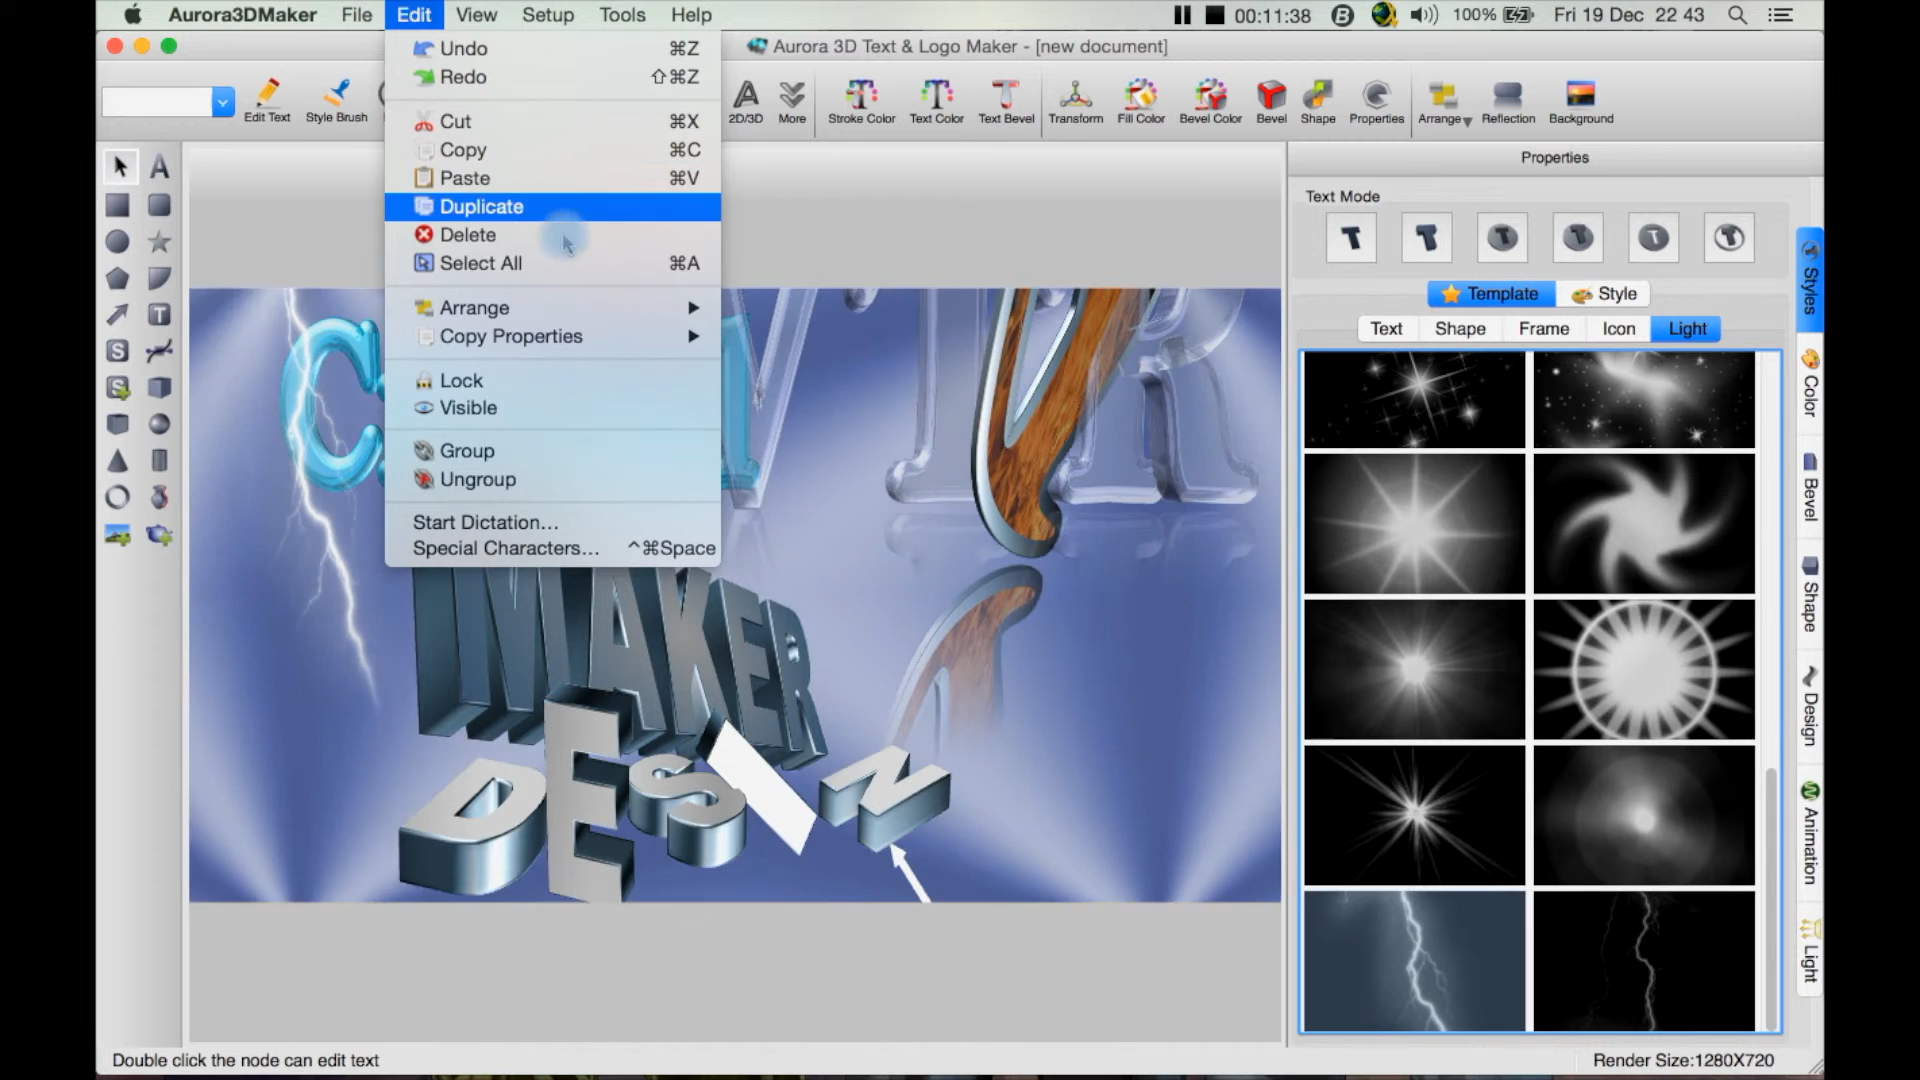 Aurora3DMaker File Edit View Setup Tools Help 00:11:38 100% Fri 19 Dec 22 43
Aurora 3D Text & Logo Maker - [new document]
Edit Text Style Brush 2D/3D More Stroke Color Text Color Text Bevel Transform Fill Color Bevel Color Bevel Shape Properties Arrange Reflection Background
Undo ⌘Z
Redo ⇧⌘Z
Cut ⌘X
Copy ⌘C
Paste ⌘V
Duplicate
Delete
Select All ⌘A
Arrange
Copy Properties
Lock
Visible
Group
Ungroup
Start Dictation...
Special Characters... ^⌘Space
MAKER
DESIN
Properties
Text Mode
Template Style
Text Shape Frame Icon Light
Styles
Color
Bevel
Shape
Design
Animation
Light
Double click the node can edit text
Render Size:1280X720